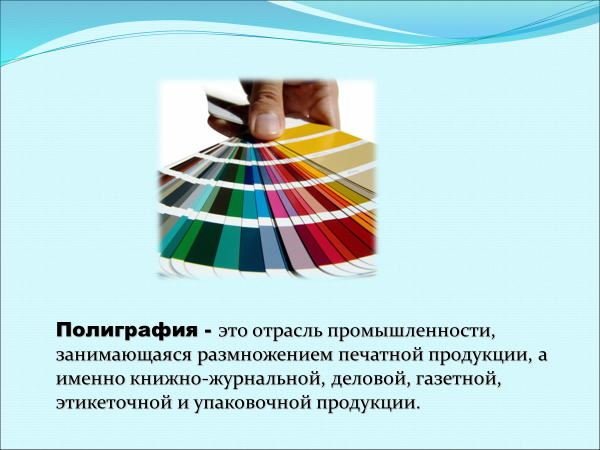 Полиграфия - это отрасль промышленности,
занимающаяся размножением печатной продукции, а
именно книжно-журнальной, деловой, газетной,
этикеточной и упаковочной продукции.